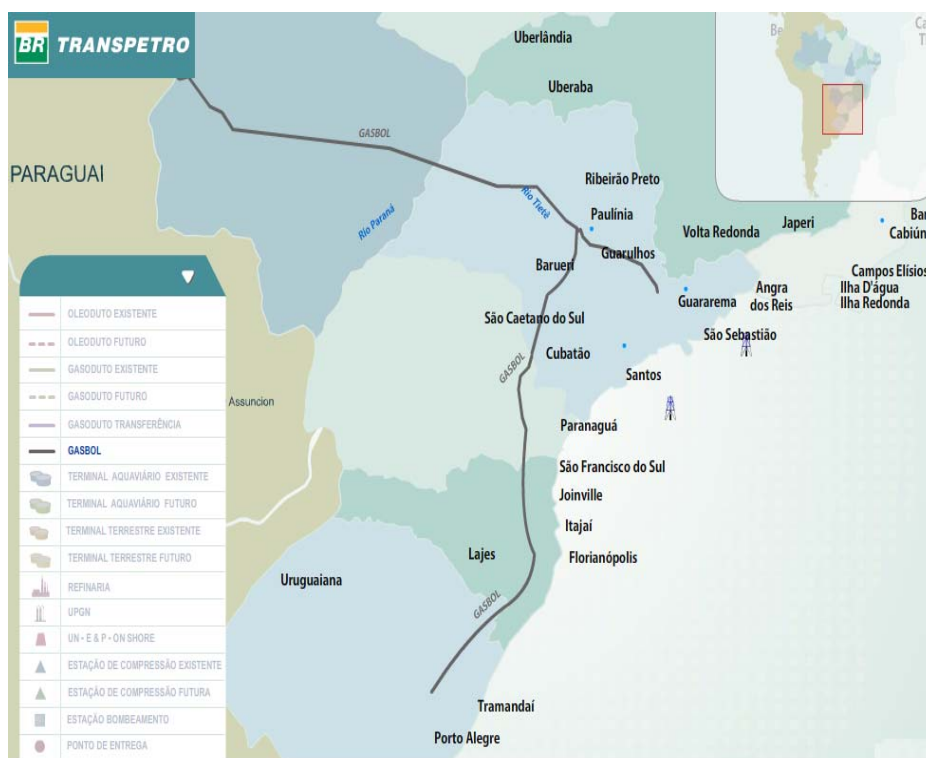 BR TRANSPETRO
Be
Uberlândia
Uberaba
GASBOL
PARAGUAI
Ribeirão Preto
Rio Tietê
Paulínia
Rio Paraná
Volta Redonda
Japeri
Cabiún
Guarulhos
Barueri
Campos Elísios
Ilha D'água
Ilha Redonda
Angra
dos Reis
Guararema
São Caetano do Sul
São Sebastião
Cubatão
GASBOL
Santos
Assuncion
Paranaguá
São Francisco do Sul
Joinville
Itajaí
Lajes
Florianópolis
Uruguaiana
GASBOL
Tramandaí
Porto Alegre
OLEODUTO EXISTENTE
OLEODUTO FUTURO
GASODUTO EXISTENTE
GASODUTO FUTURO
GASODUTO TRANSFERÊNCIA
GASBOL
TERMINAL AQUAVIÁRIO EXISTENTE
TERMINAL AQUAVIÁRIO FUTURO
TERMINAL TERRESTRE EXISTENTE
TERMINAL TERRESTRE FUTURO
REFINARIA
UPGN
UN - E & P - ON SHORE
ESTAÇÃO DE COMPRESSÃO EXISTENTE
ESTAÇÃO DE COMPRESSÃO FUTURA
ESTAÇÃO BOMBEAMENTO
PONTO DE ENTREGA